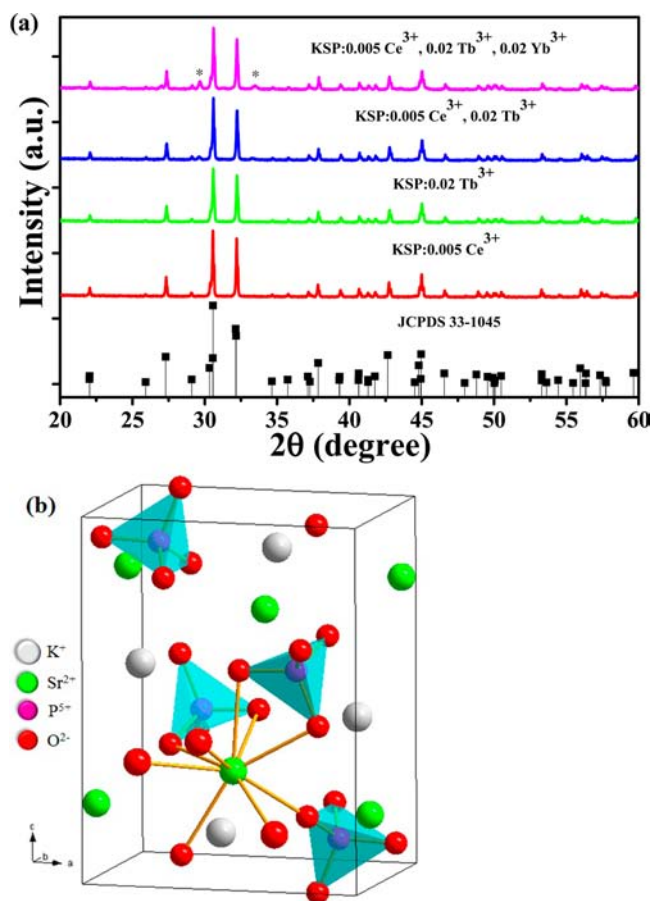 (a)
KSP:0.005 Ce3+, 0.02 Tb3+, 0.02 Yb3+
* *
KSP:0.005 Ce3+, 0.02 Tb3+
KSP:0.02 Tb3+
KSP:0.005 Ce3+
JCPDS 33-1045
Intensity (a.u.)
20 25 30 35 40 45 50 55 60
2θ (degree)
(b)
K+
Sr2+
P5+
O2-
c
b a